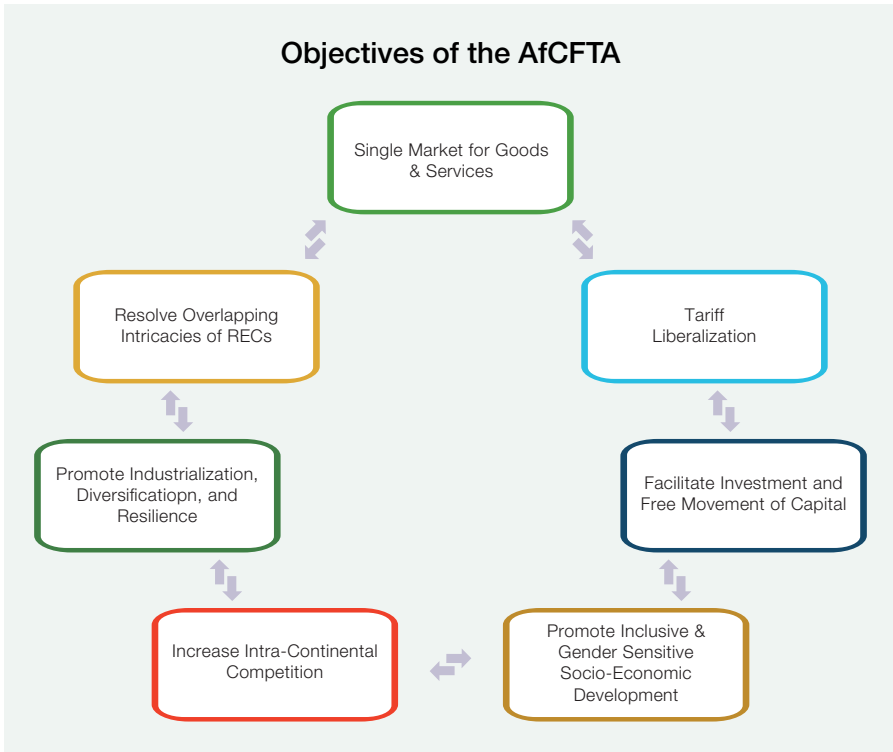 Objectives of the AfCFTA
Single Market for Goods
& Services
Resolve Overlapping
Intricacies of RECs
Tariff
Liberalization
Promote Industrialization,
Diversificatiopn, and
Resilience
Facilitate Investment and
Free Movement of Capital
Increase Intra-Continental
Competition
Promote Inclusive &
Gender Sensitive
Socio-Economic
Development